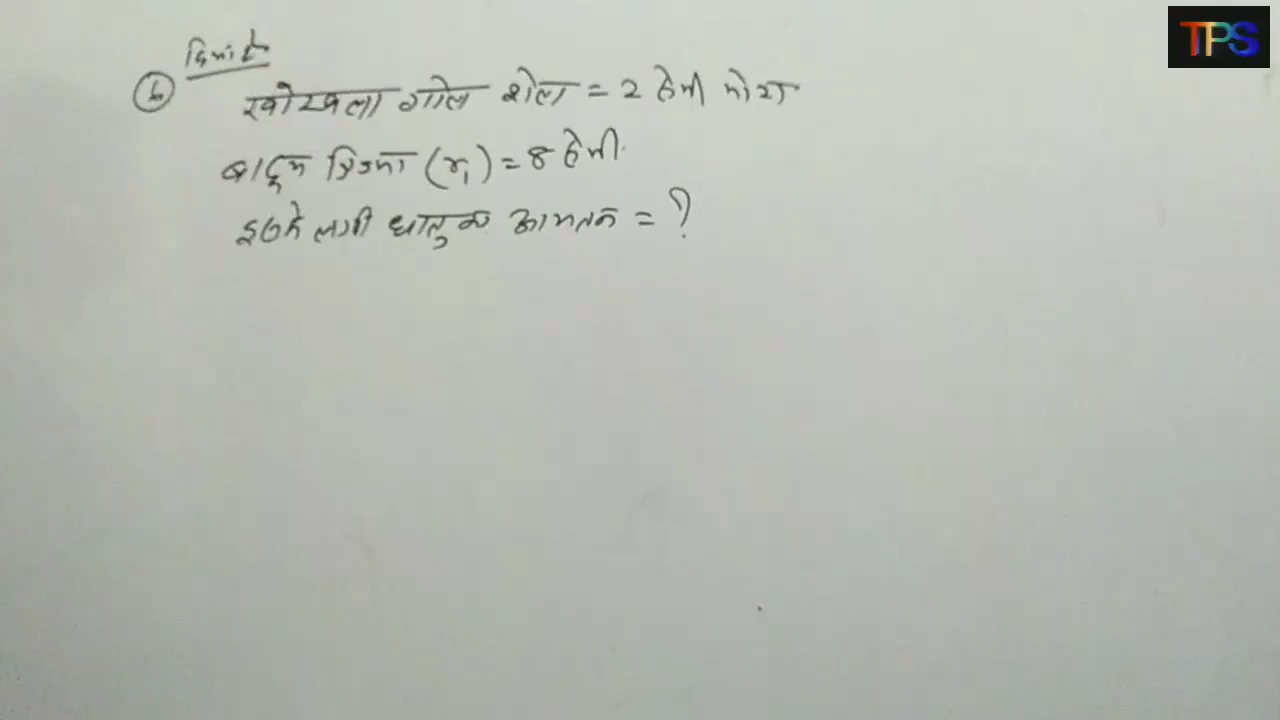 TPS
दिया है
6 खोखला गोल शेल = 2 सेमी मोटा
बाह्य त्रिज्या (r₁) = 8 सेमी.
इसमें लगी धातु का आयतन = ?